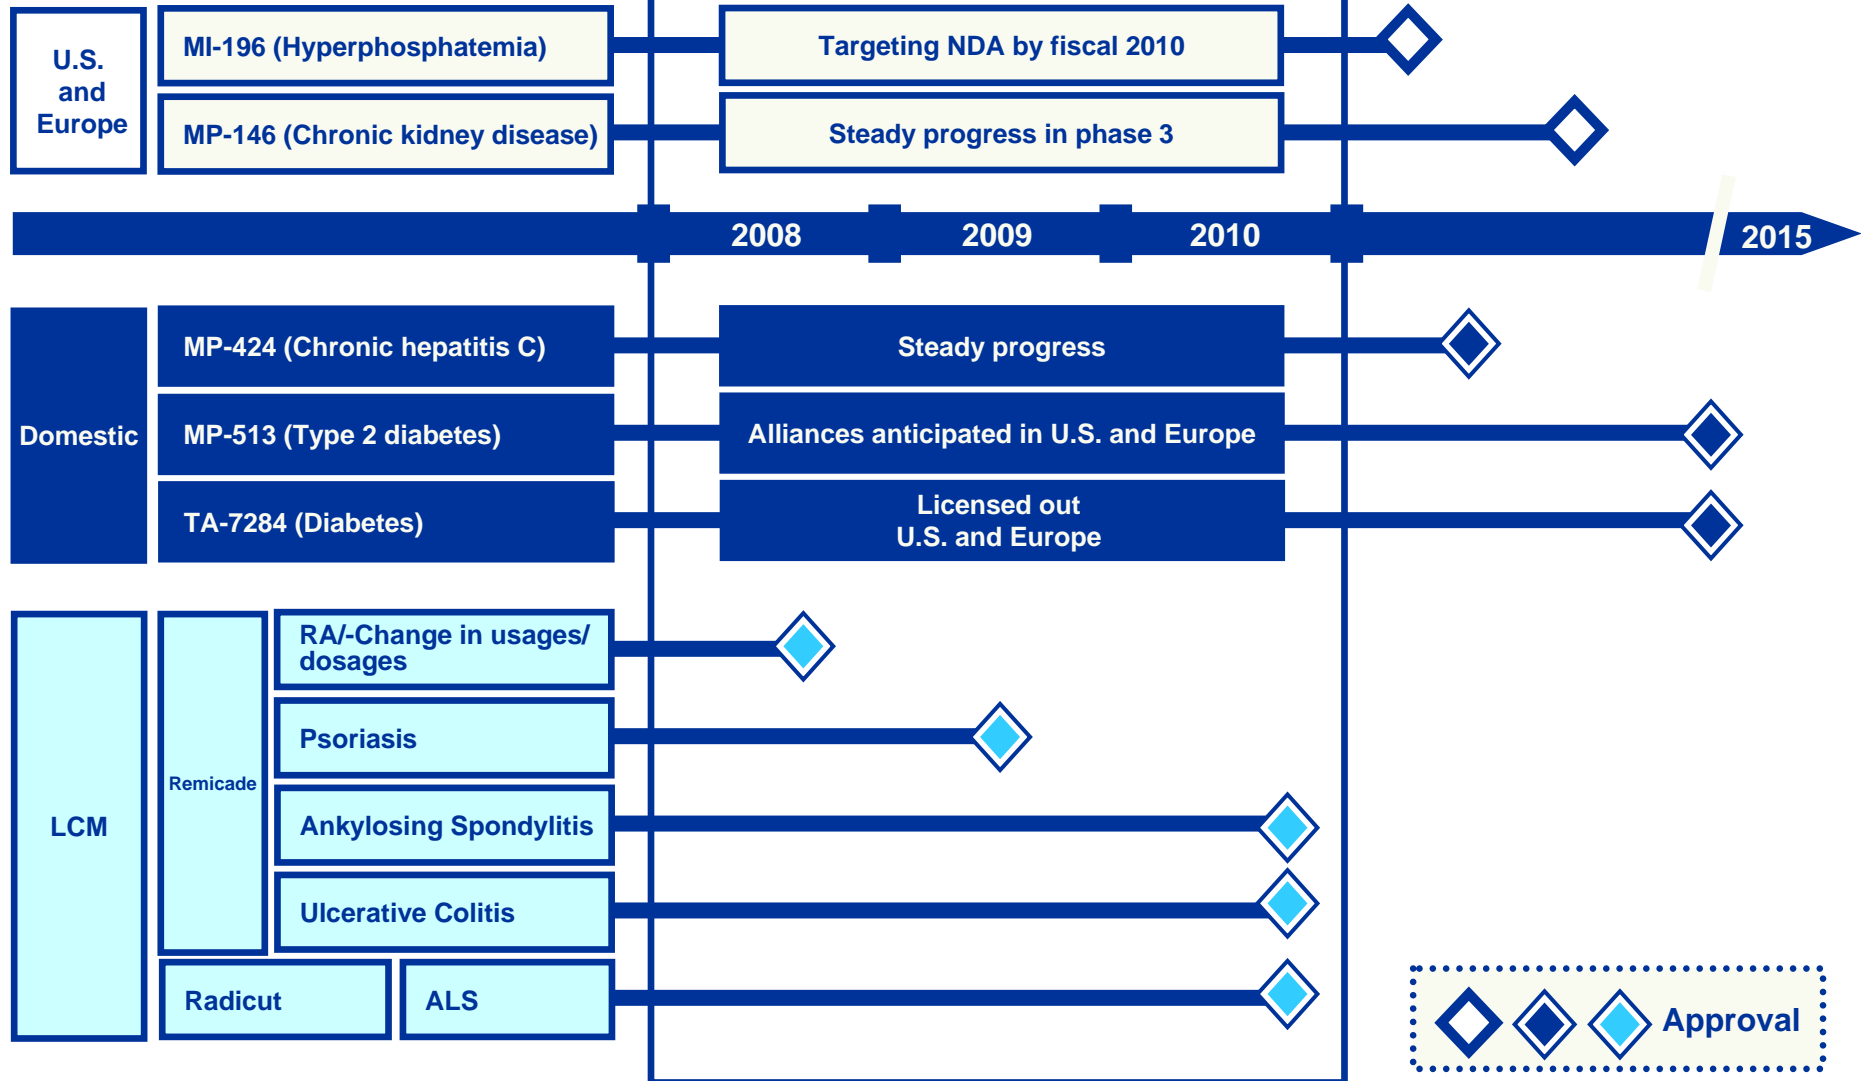 U.S.
and
Europe
MI-196 (Hyperphosphatemia)
Targeting NDA by fiscal 2010
MP-146 (Chronic kidney disease)
Steady progress in phase 3
2008
2009
2010
2015
Domestic
MP-424 (Chronic hepatitis C)
Steady progress
MP-513 (Type 2 diabetes)
Alliances anticipated in U.S. and Europe
TA-7284 (Diabetes)
Licensed out
U.S. and Europe
LCM
Remicade
RA/-Change in usages/
dosages
Psoriasis
Ankylosing Spondylitis
Ulcerative Colitis
Radicut
ALS
Approval